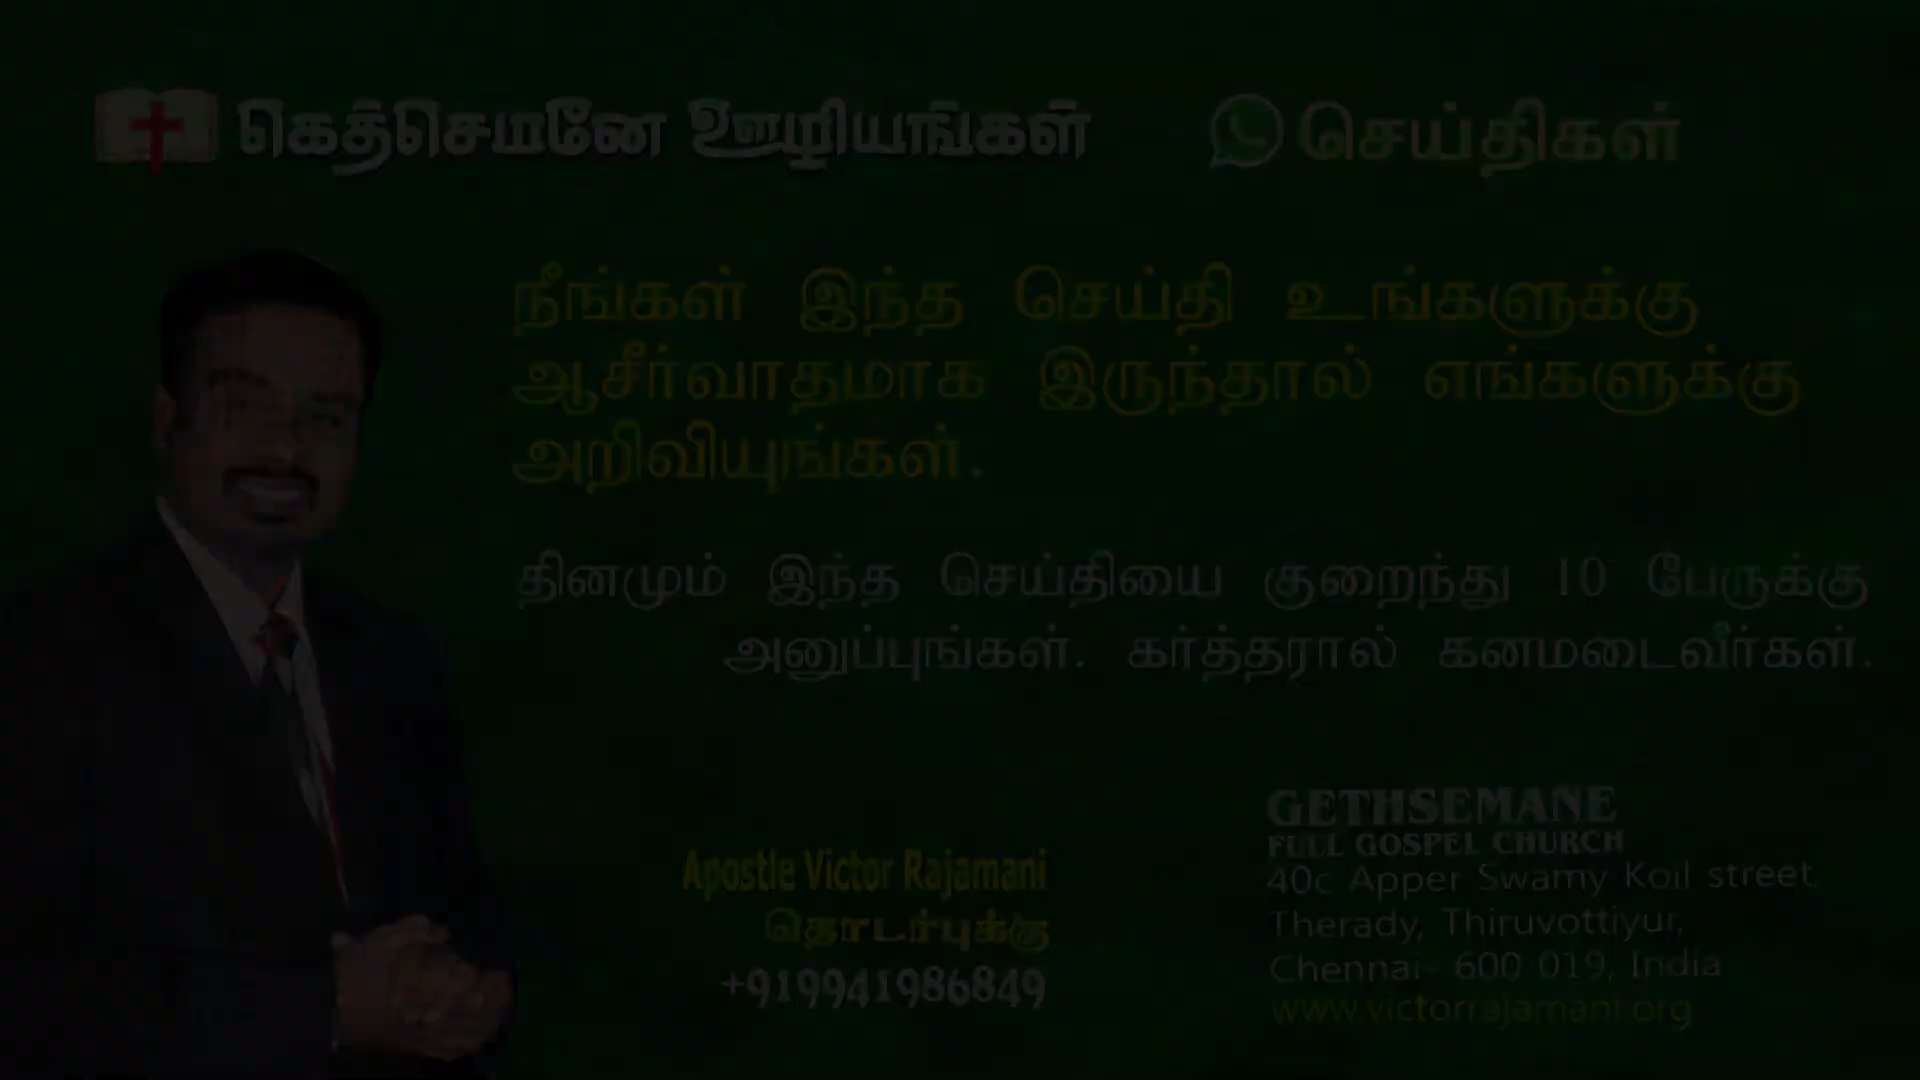 கெத்செமனே ஊழியங்கள்
செய்திகள்
நீங்கள் இந்த செய்தி உங்களுக்கு
ஆசீர்வாதமாக இருந்தால் எங்களுக்கு
அறிவியுங்கள்.
தினமும் இந்த செய்தியை குறைந்து 10 பேருக்கு
அனுப்புங்கள். கர்த்தரால் கனமடைவீர்கள்.
Apostle Victor Rajamani
தொடர்புக்கு
+919941986849
GETHSEMANE
FULL GOSPEL CHURCH
40c Apper Swamy Koil street,
Therady, Thiruvottiyur,
Chennai- 600 019, India
www.victorrajamani.org